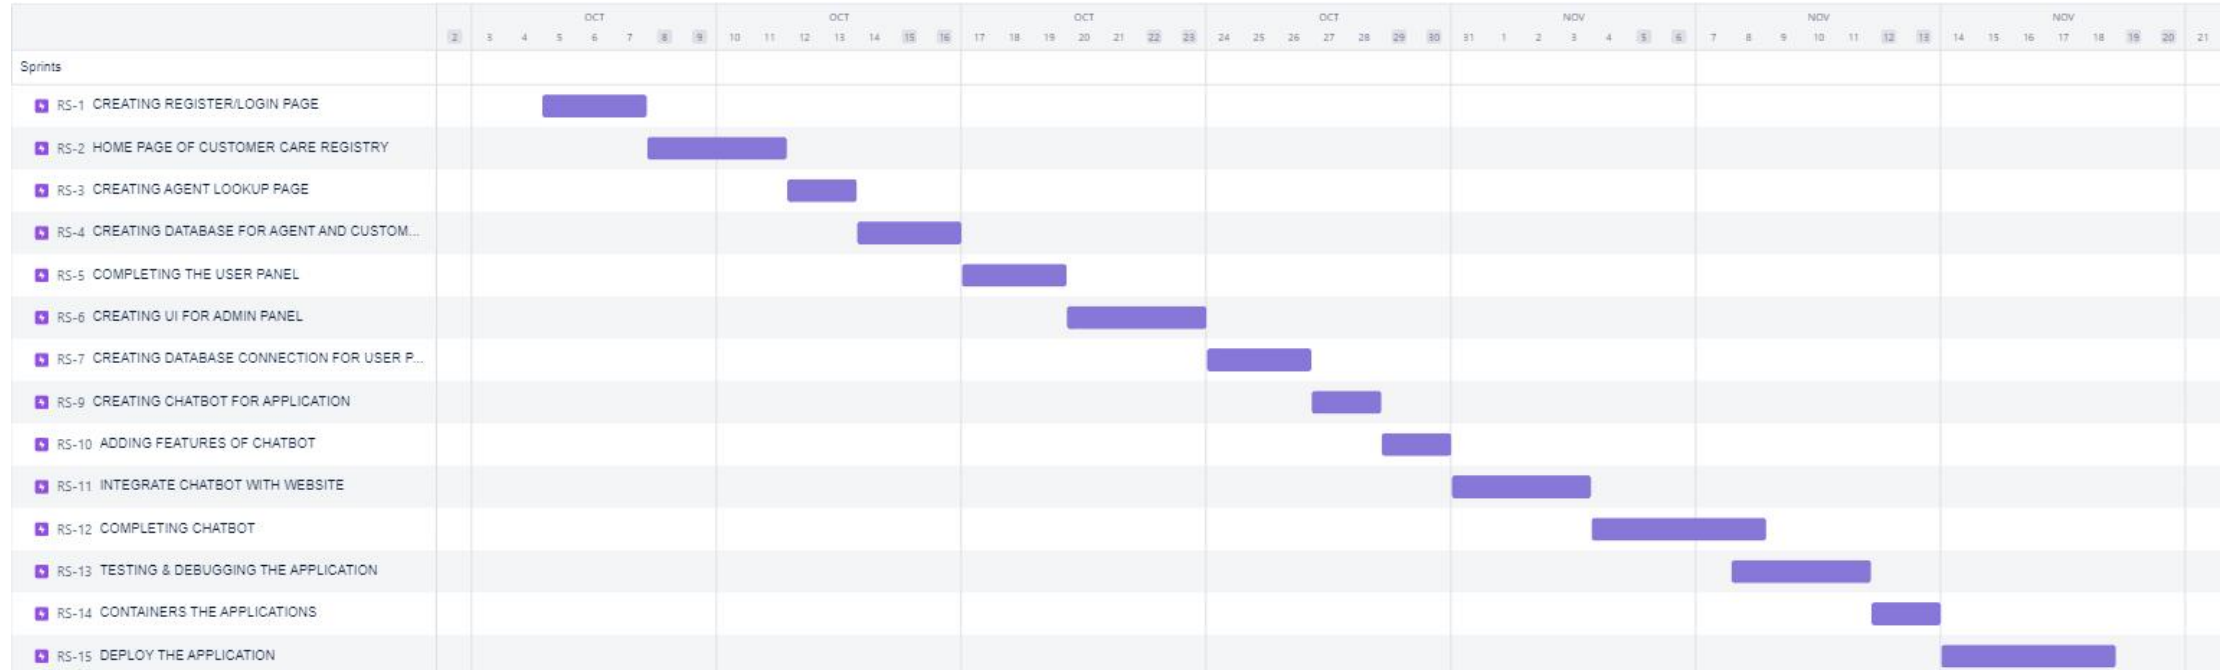 OCT OCT OCT OCT NOV NOV NOV
2 3 4 5 6 7 8 9 10 11 12 13 14 15 16 17 18 19 20 21 22 23 24 25 26 27 28 29 30 31 1 2 3 4 5 6 7 8 9 10 11 12 13 14 15 16 17 18 19 20 21
Sprints
RS-1 CREATING REGISTER/LOGIN PAGE
RS-2 HOME PAGE OF CUSTOMER CARE REGISTRY
RS-3 CREATING AGENT LOOKUP PAGE
RS-4 CREATING DATABASE FOR AGENT AND CUSTOM...
RS-5 COMPLETING THE USER PANEL
RS-6 CREATING UI FOR ADMIN PANEL
RS-7 CREATING DATABASE CONNECTION FOR USER P...
RS-9 CREATING CHATBOT FOR APPLICATION
RS-10 ADDING FEATURES OF CHATBOT
RS-11 INTEGRATE CHATBOT WITH WEBSITE
RS-12 COMPLETING CHATBOT
RS-13 TESTING & DEBUGGING THE APPLICATION
RS-14 CONTAINERS THE APPLICATIONS
RS-15 DEPLOY THE APPLICATION